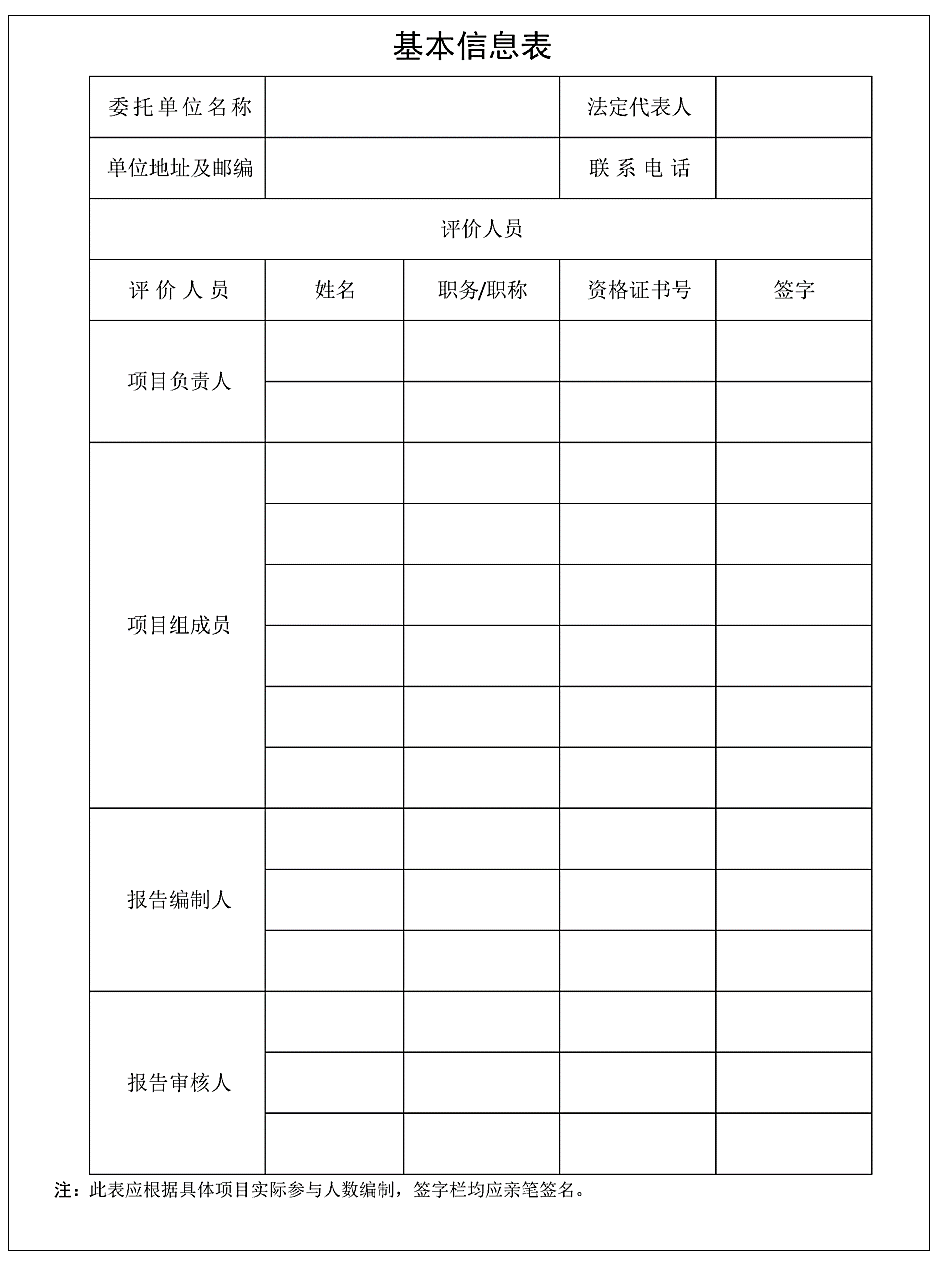 基本信息表
委托单位名称 法定代表人
单位地址及邮编 联系电话
评价人员
评价人员 姓名 职务/职称 资格证书号 签字
项目负责人
项目组成员
报告编制人
报告审核人
注：此表应根据具体项目实际参与人数编制，签字栏均应亲笔签名。